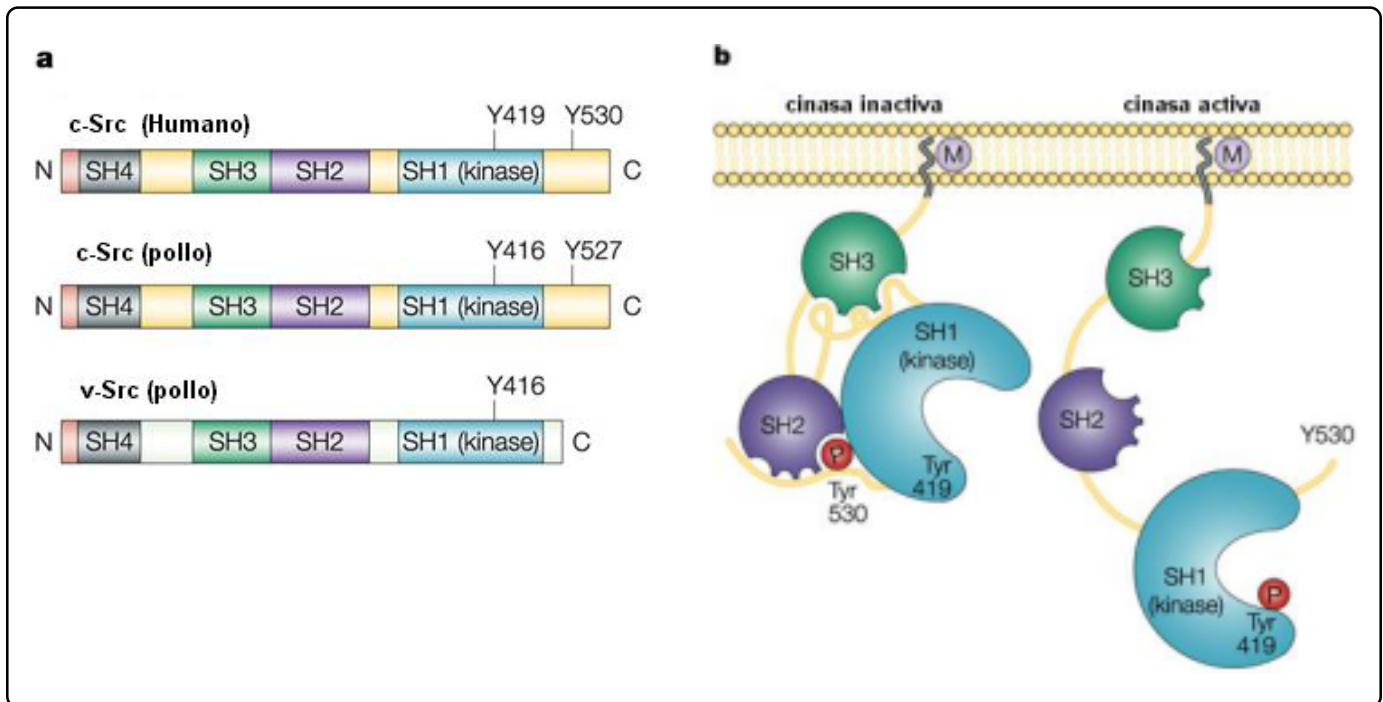 a
c-Src (Humano)
Y419 Y530
N SH4 SH3 SH2 SH1 (kinase) C
c-Src (pollo)
Y416 Y527
N SH4 SH3 SH2 SH1 (kinase) C
v-Src (pollo)
Y416
N SH4 SH3 SH2 SH1 (kinase) C
b
cinasa inactiva
M
SH3
SH1
(kinase)
SH2
P
Tyr
419
Tyr
530
cinasa activa
M
SH3
SH2
Y530
SH1
(kinase)
P
Tyr
419